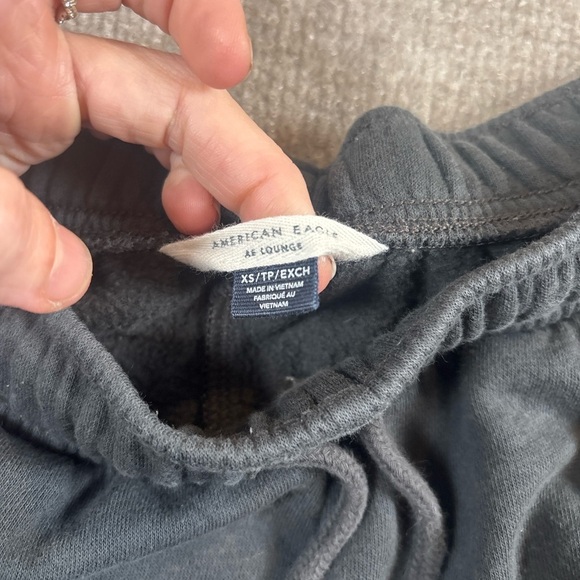 AMERICAN EAGLE
AE LOUNGE
XS/TP/EXCH
MADE IN VIETNAM
FABRIQUÉ AU
VIETNAM